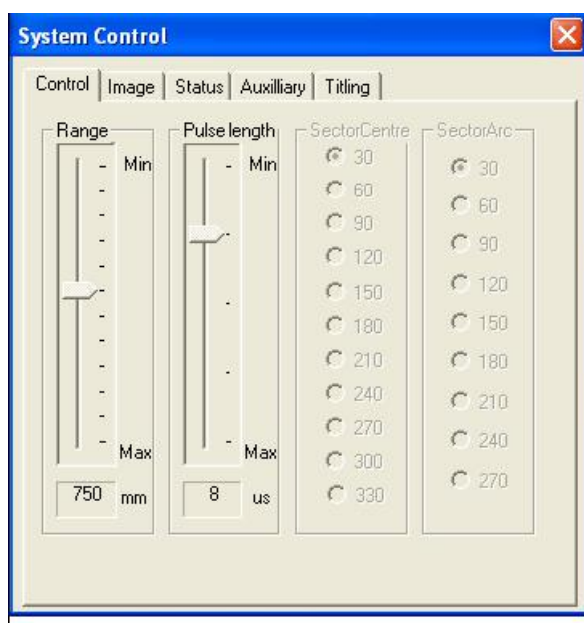 System Control
Control Image Status Auxilliary Titling
Range
Min
Max
750 mm
Pulse length
Min
Max
8 us
SectorCentre
30
60
90
120
150
180
210
240
270
300
330
SectorArc
30
60
90
120
150
180
210
240
270